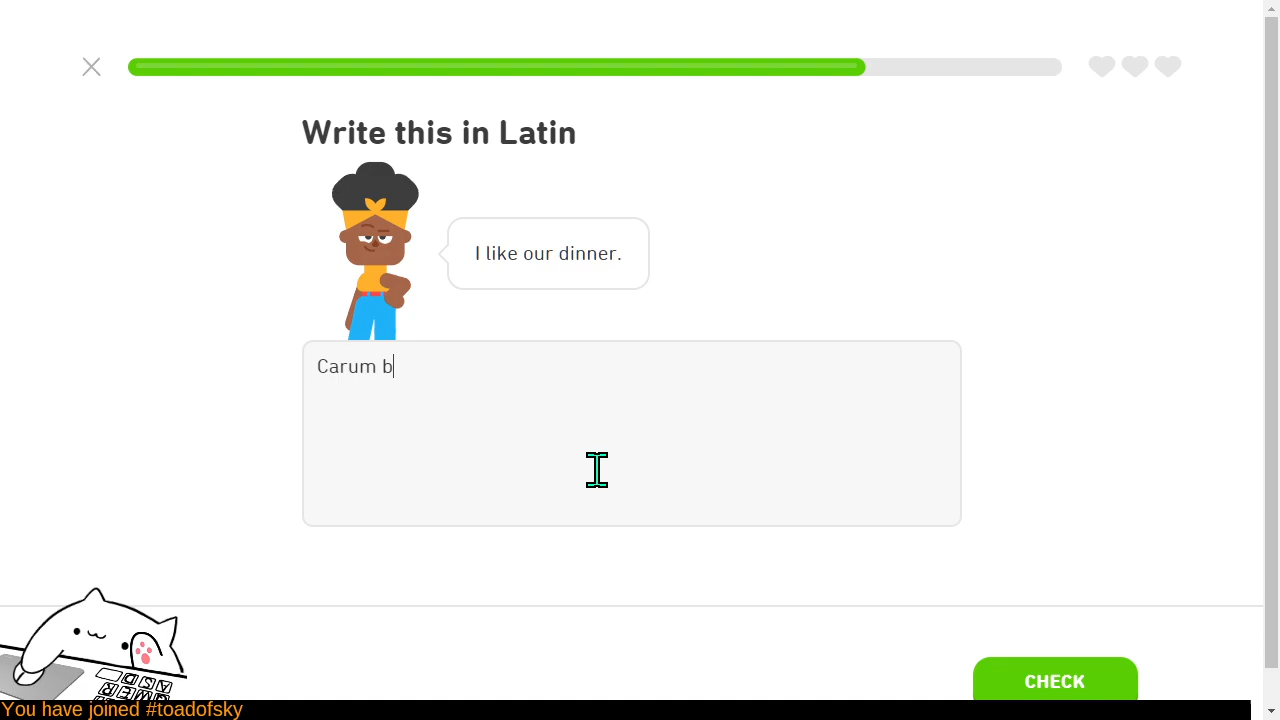 Write this in Latin
I like our dinner.
Carum b
CHECK
You have joined #toadofsky